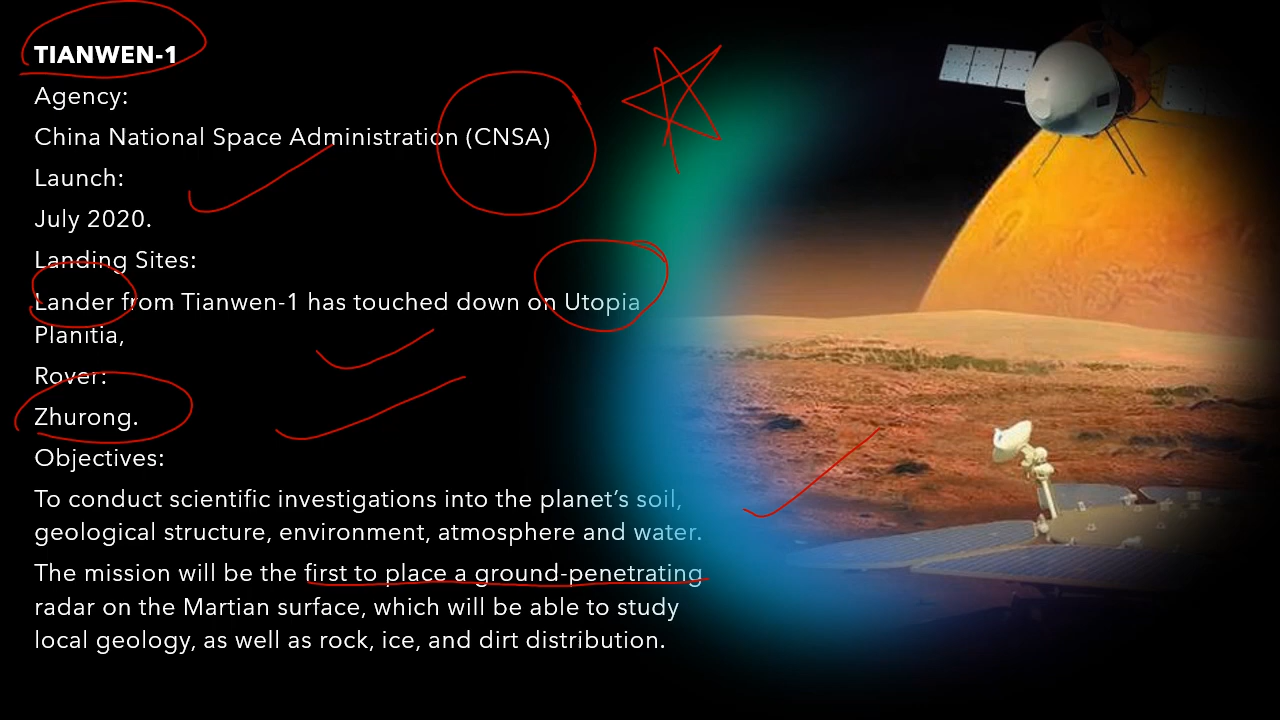 TIANWEN-1
Agency:
China National Space Administration (CNSA)
Launch:
July 2020.
Landing Sites:
Lander from Tianwen-1 has touched down on Utopia
Planitia,
Rover:
Zhurong.
Objectives:
To conduct scientific investigations into the planet’s soil,
geological structure, environment, atmosphere and water.
The mission will be the first to place a ground-penetrating
radar on the Martian surface, which will be able to study
local geology, as well as rock, ice, and dirt distribution.